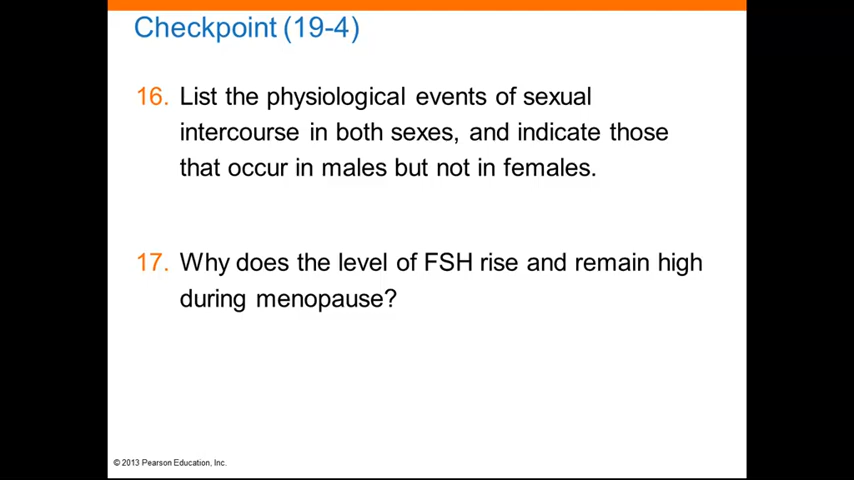 Checkpoint (19-4)
16. List the physiological events of sexual
intercourse in both sexes, and indicate those
that occur in males but not in females.
17. Why does the level of FSH rise and remain high
during menopause?
© 2013 Pearson Education, Inc.